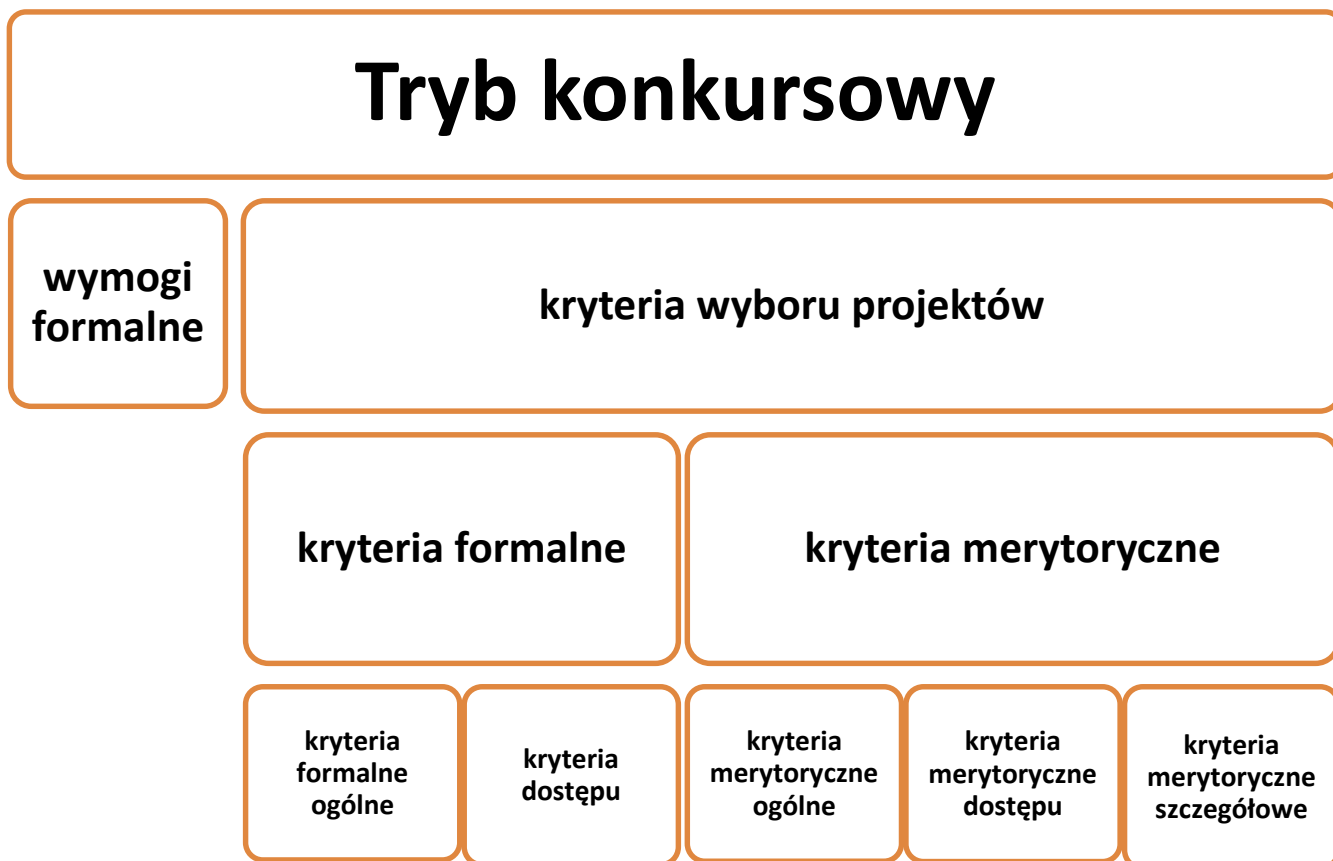 Tryb konkursowy
wymogi
formalne
kryteria wyboru projektów
kryteria formalne
kryteria merytoryczne
kryteria
formalne
ogólne
kryteria
dostępu
kryteria
merytoryczne
ogólne
kryteria
merytoryczne
dostępu
kryteria
merytoryczne
szczegółowe